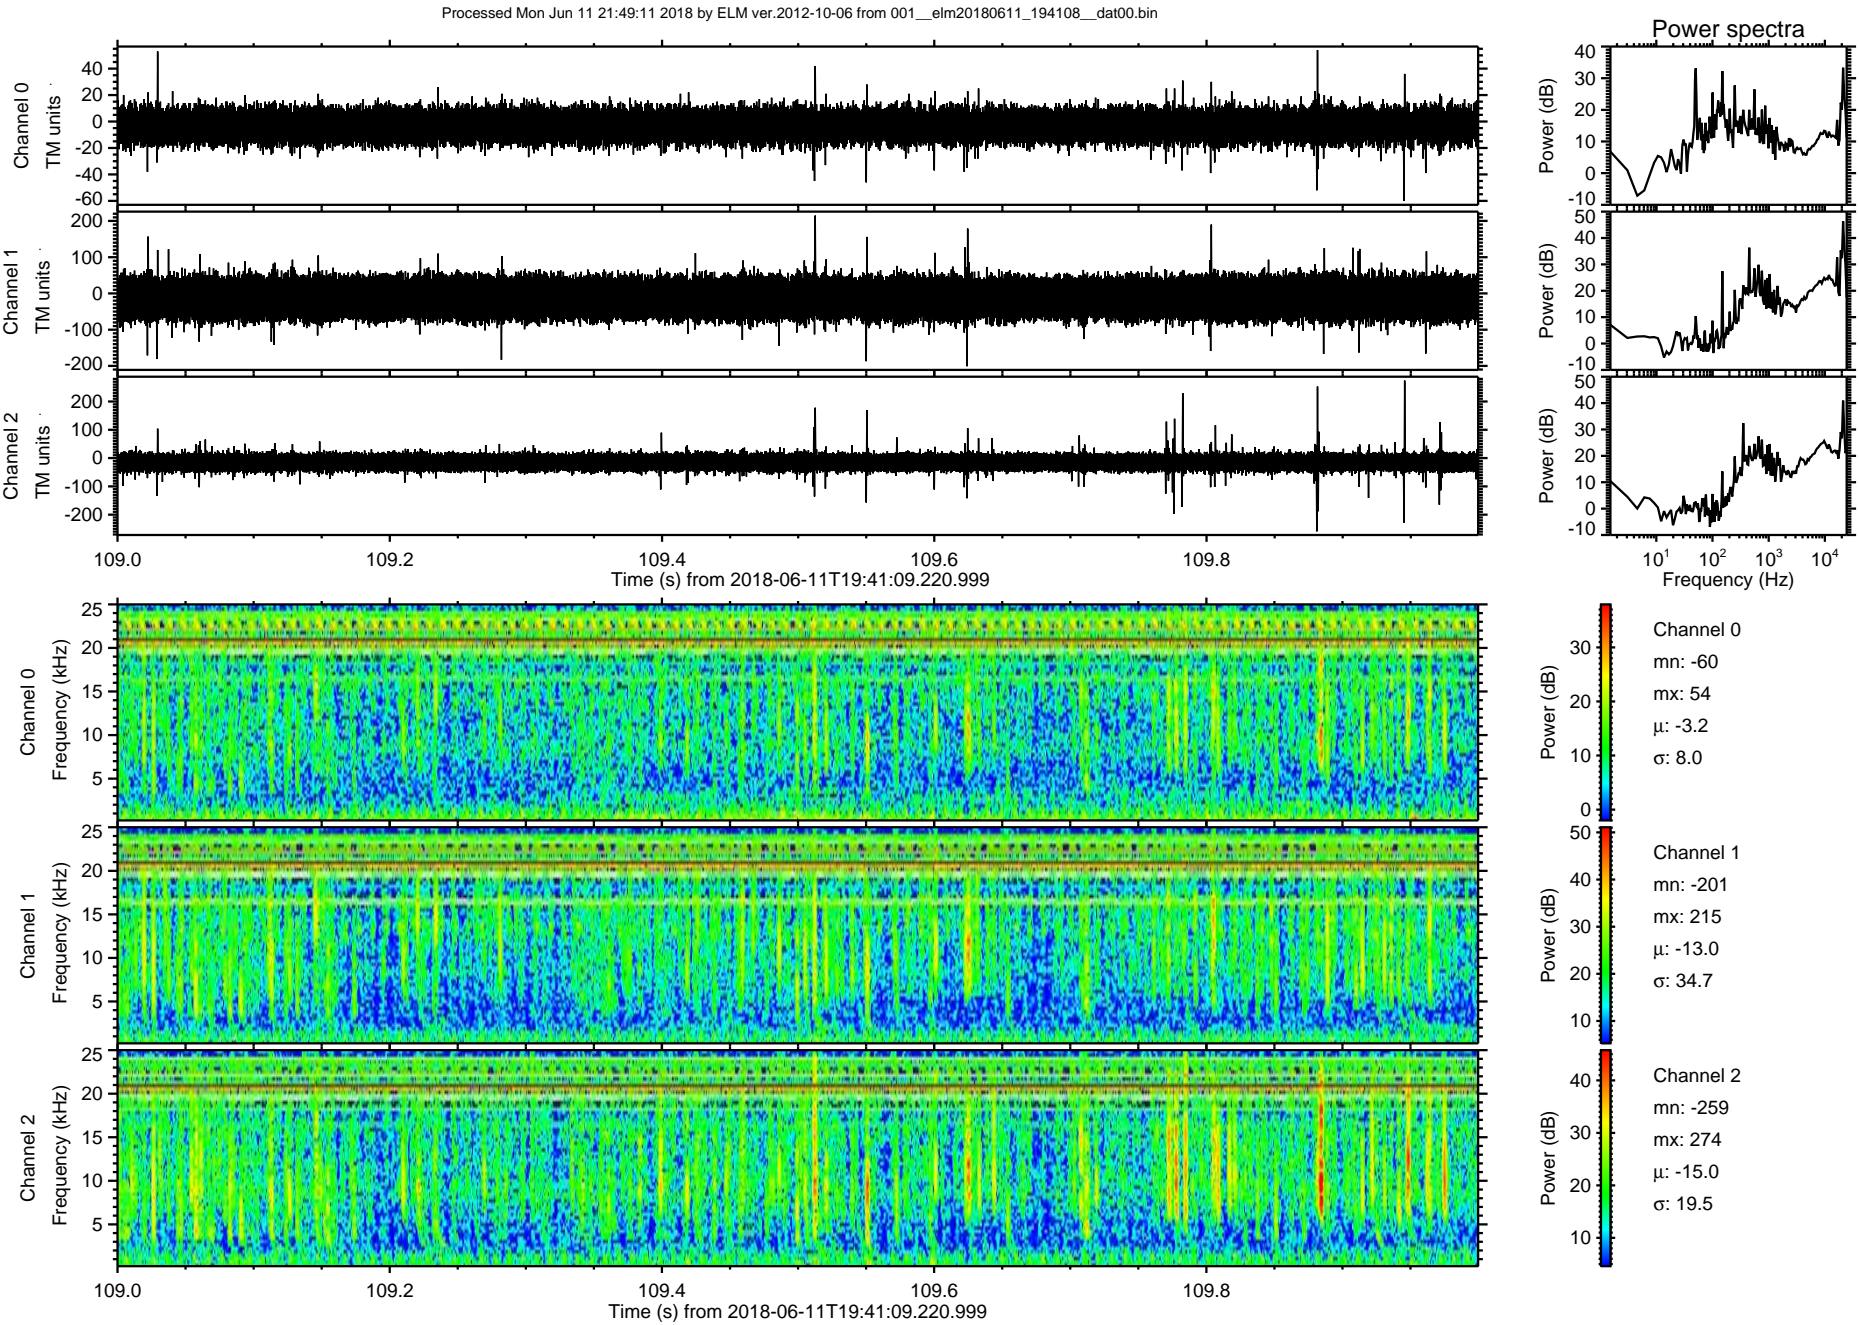 Processed Mon Jun 11 21:49:11 2018 by ELM ver.2012-10-06 from 001__elm20180611_194108__dat00.bin
Power spectra
Channel 0
TM units
40
20
0
-20
-40
-60
Power (dB)
40
30
20
10
0
-10
Channel 1
TM units
200
100
0
-100
-200
Power (dB)
50
40
30
20
10
0
-10
Channel 2
TM units
200
100
0
-100
-200
Power (dB)
50
40
30
20
10
0
-10
109.0 109.2 109.4 109.6 109.8
Time (s) from 2018-06-11T19:41:09.220.999
10^1 10^2 10^3 10^4
Frequency (Hz)
Channel 0
Frequency (kHz)
25
20
15
10
5
Power (dB)
30
20
10
0
Channel 0
mn: -60
mx: 54
μ: -3.2
σ: 8.0
Channel 1
Frequency (kHz)
25
20
15
10
5
Power (dB)
50
40
30
20
10
Channel 1
mn: -201
mx: 215
μ: -13.0
σ: 34.7
Channel 2
Frequency (kHz)
25
20
15
10
5
Power (dB)
40
30
20
10
Channel 2
mn: -259
mx: 274
μ: -15.0
σ: 19.5
109.0 109.2 109.4 109.6 109.8
Time (s) from 2018-06-11T19:41:09.220.999